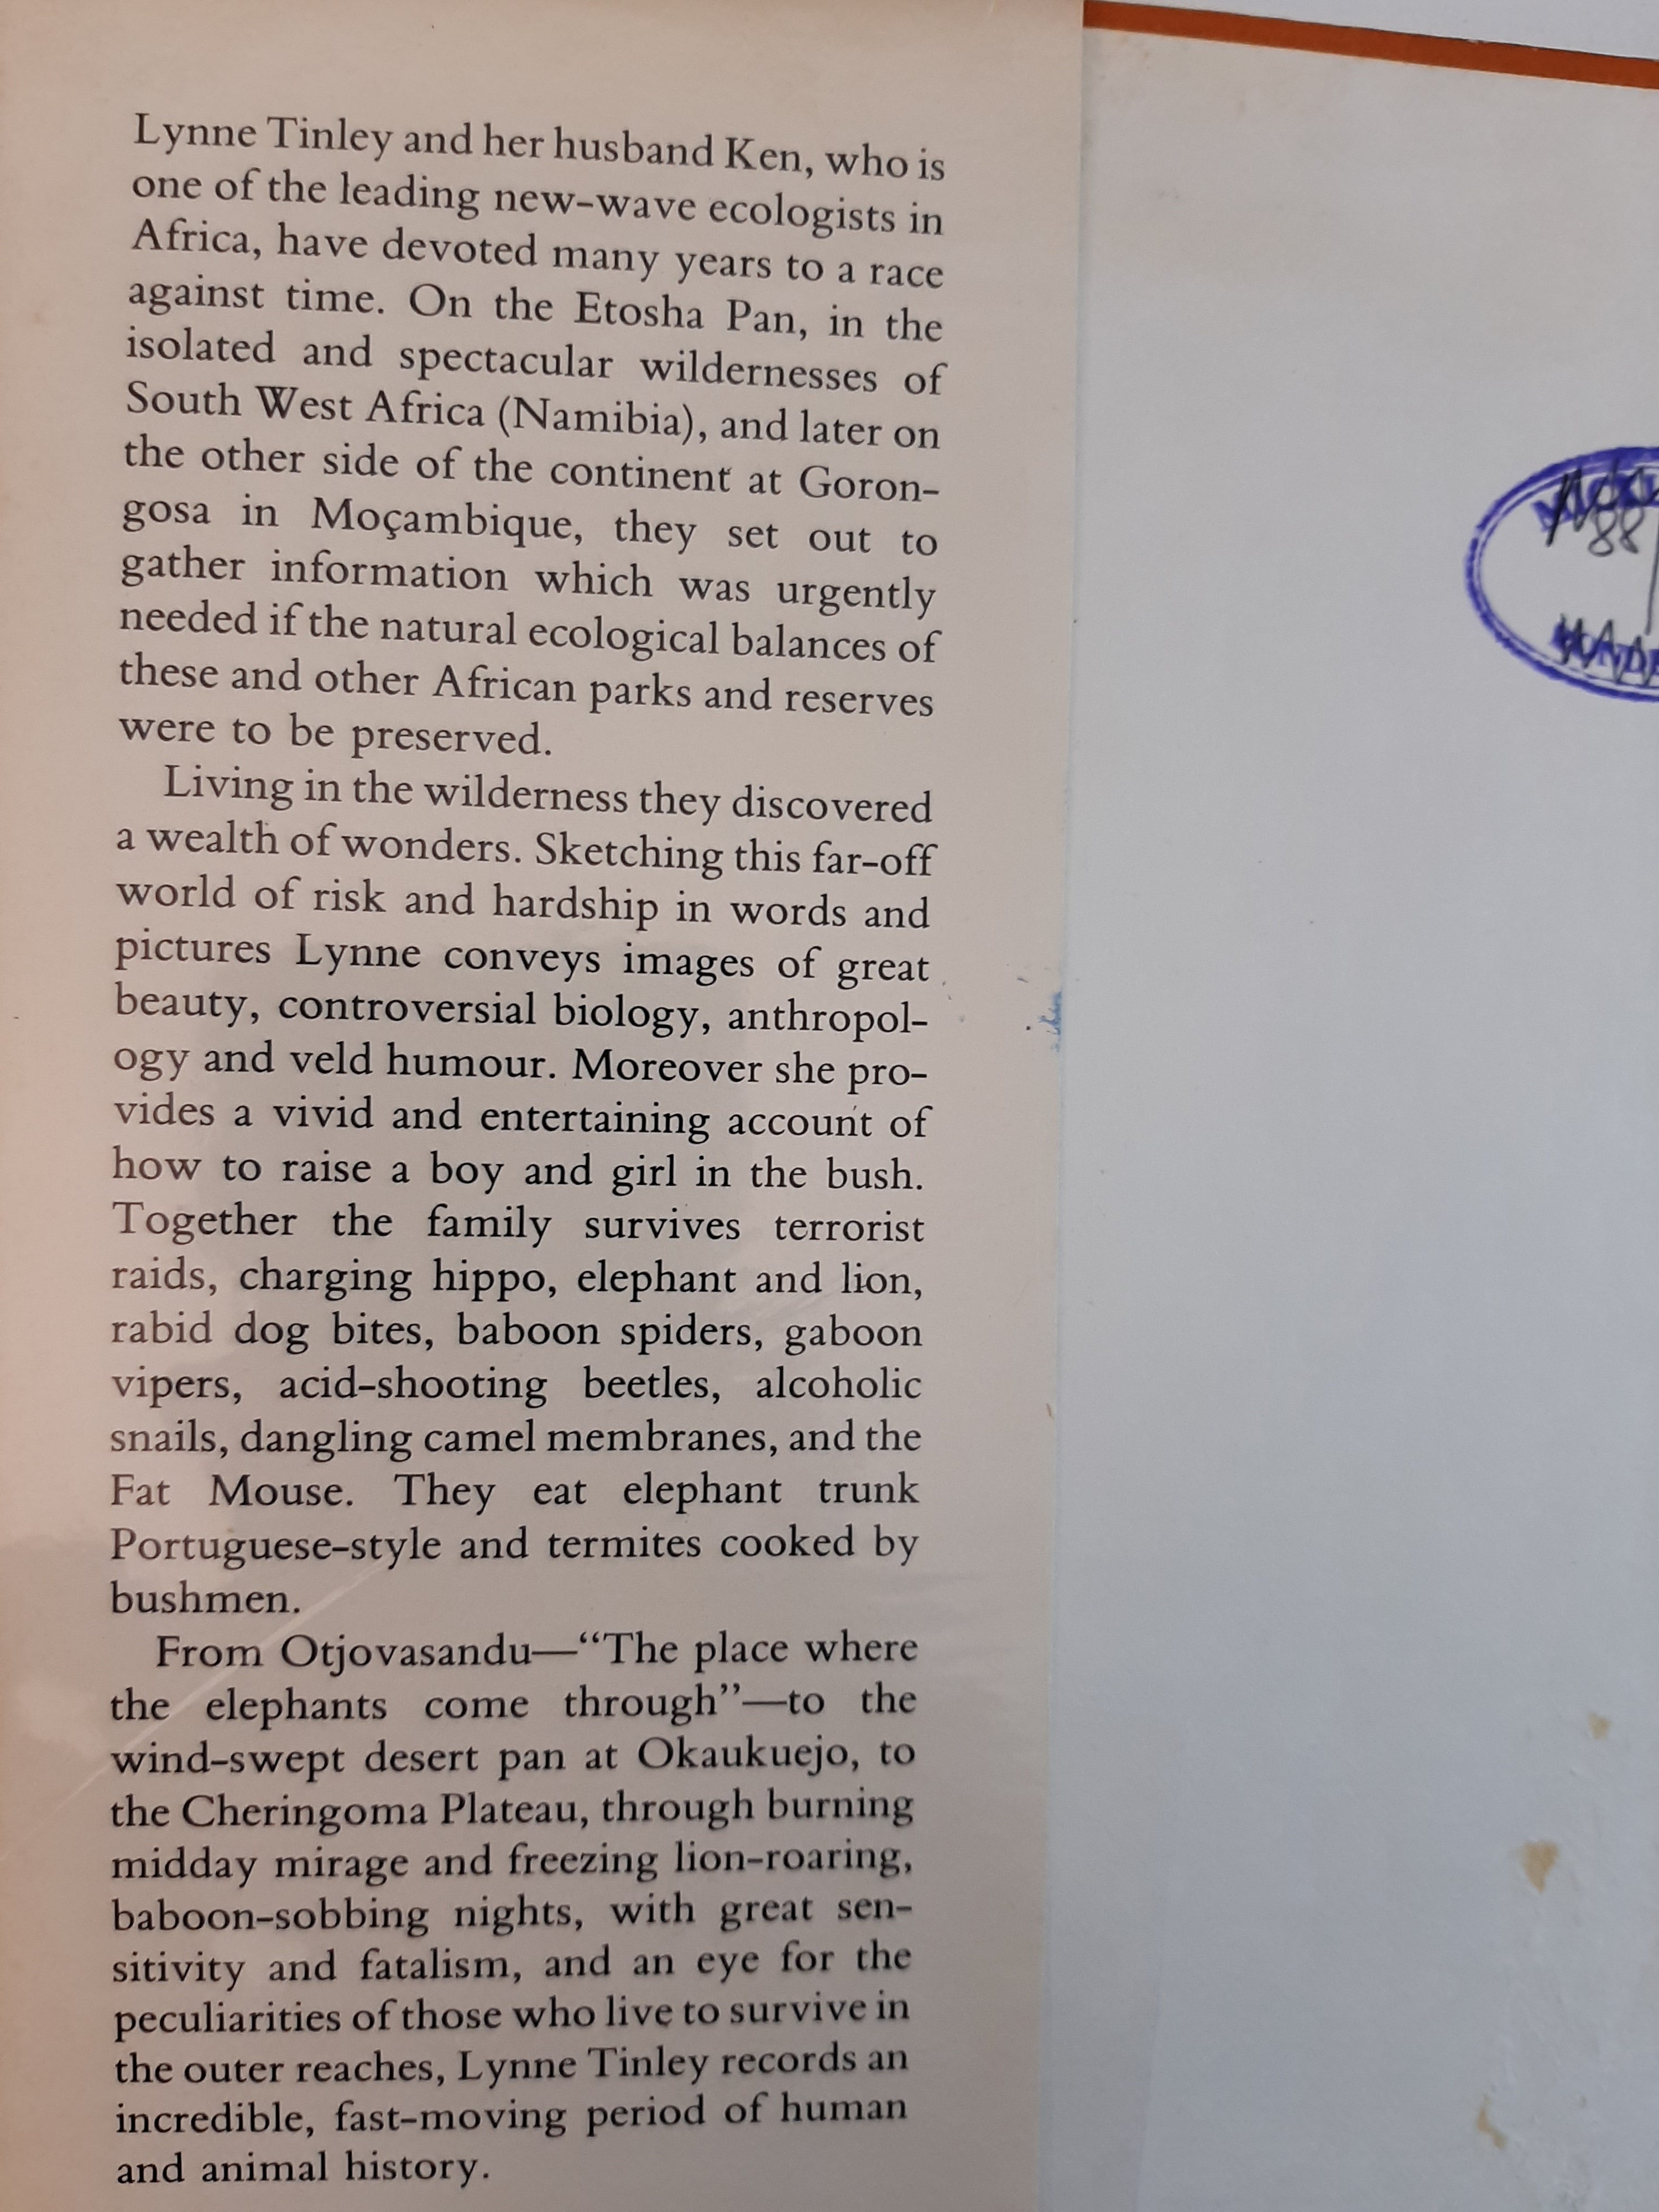 Lynne Tinley and her husband Ken, who is
one of the leading new-wave ecologists in
Africa, have devoted many years to a race
against time. On the Etosha Pan, in the
isolated and spectacular wildernesses of
South West Africa (Namibia), and later on
the other side of the continent at Goron-
gosa in Moçambique, they set out to
gather information which was urgently
needed if the natural ecological balances of
these and other African parks and reserves
were to be preserved.
Living in the wilderness they discovered
a wealth of wonders. Sketching this far-off
world of risk and hardship in words and
pictures Lynne conveys images of great
beauty, controversial biology, anthropol-
ogy and veld humour. Moreover she pro-
vides a vivid and entertaining account of
how to raise a boy and girl in the bush.
Together the family survives terrorist
raids, charging hippo, elephant and lion,
rabid dog bites, baboon spiders, gaboon
vipers, acid-shooting beetles, alcoholic
snails, dangling camel membranes, and the
Fat Mouse. They eat elephant trunk
Portuguese-style and termites cooked by
bushmen.
From Otjovasandu—“The place where
the elephants come through”—to the
wind-swept desert pan at Okaukuejo, to
the Cheringoma Plateau, through burning
midday mirage and freezing lion-roaring,
baboon-sobbing nights, with great sen-
sitivity and fatalism, and an eye for the
peculiarities of those who live to survive in
the outer reaches, Lynne Tinley records an
incredible, fast-moving period of human
and animal history.
88